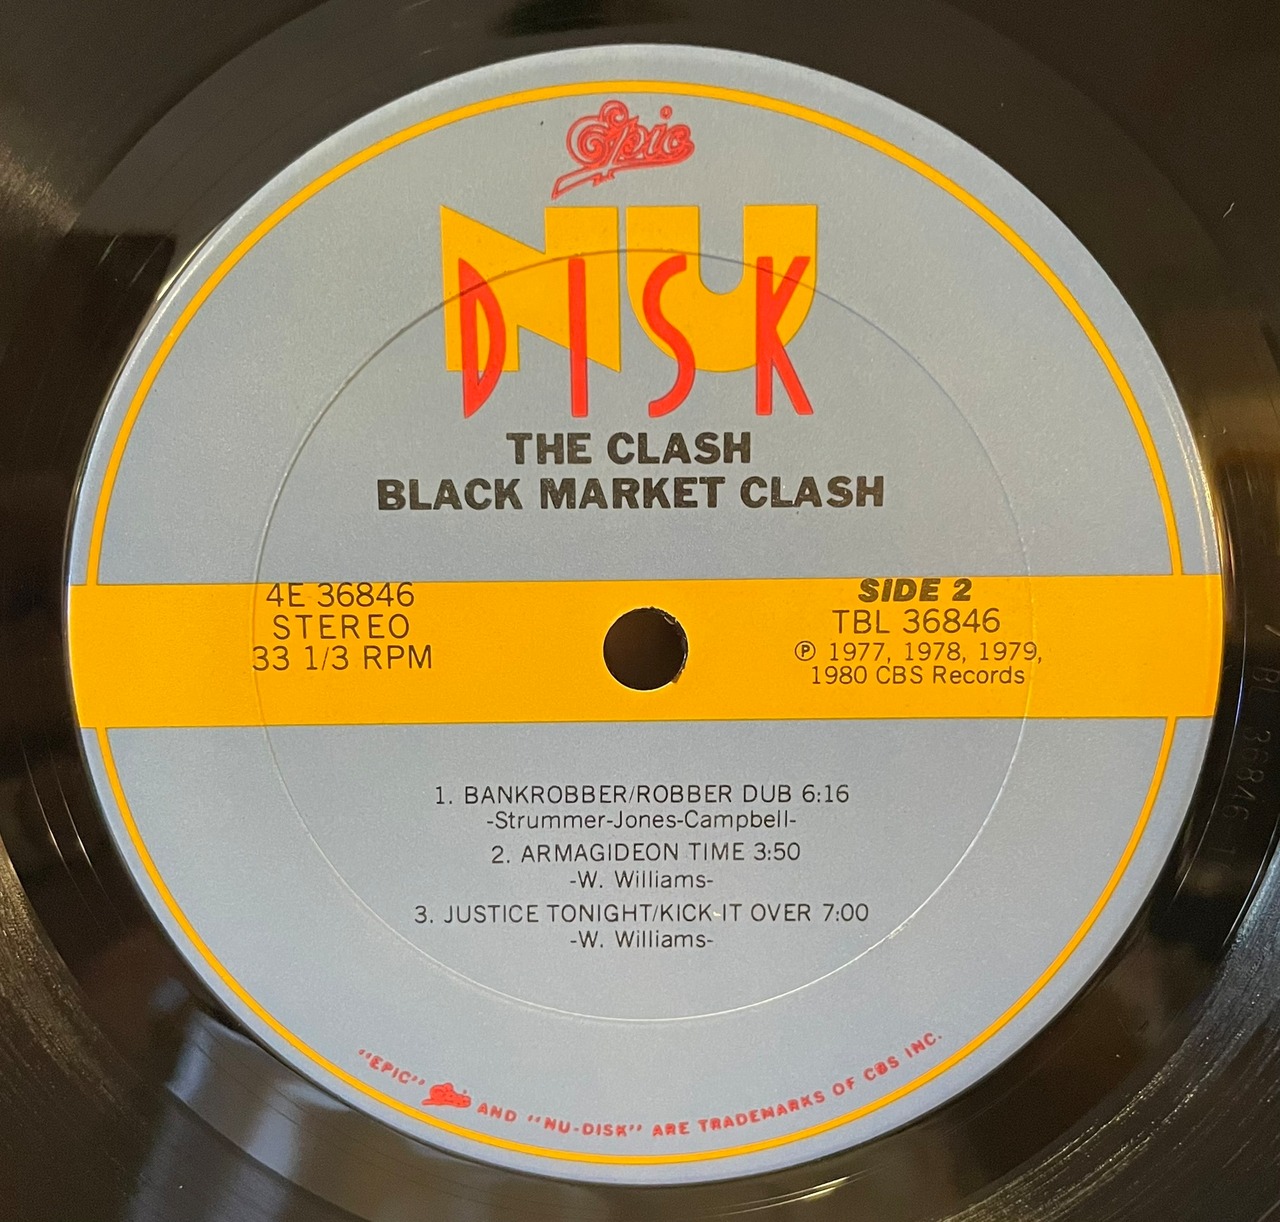 Epic
NU
DISK
THE CLASH
BLACK MARKET CLASH
4E 36846
STEREO
33 1/3 RPM
SIDE 2
TBL 36846
℗ 1977, 1978, 1979,
1980 CBS Records
1. BANKROBBER/ROBBER DUB 6:16
-Strummer-Jones-Campbell-
2. ARMAGIDEON TIME 3:50
-W. Williams-
3. JUSTICE TONIGHT/KICK IT OVER 7:00
-W. Williams-
"EPIC" Epic AND "NU-DISK" ARE TRADEMARKS OF CBS INC.